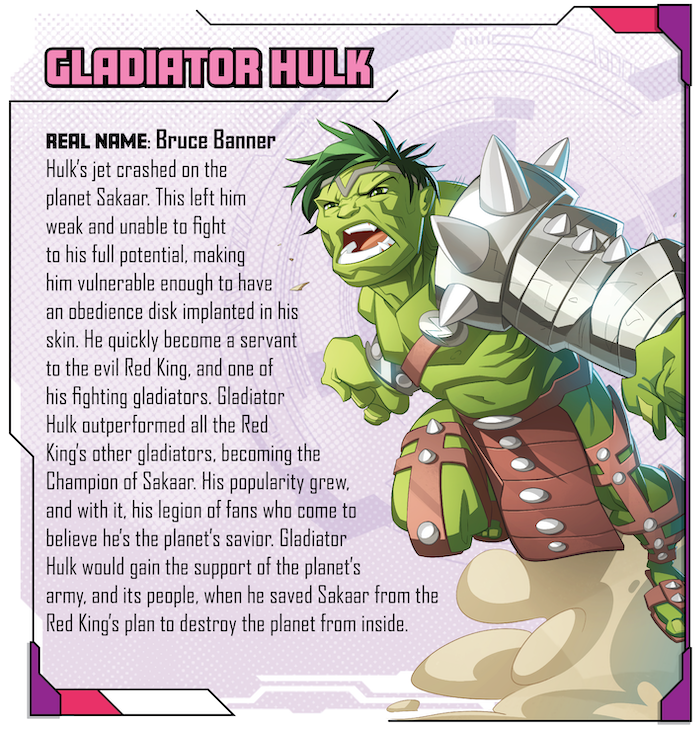 GLADIATOR HULK
REAL NAME: Bruce Banner
Hulk's jet crashed on the
planet Sakaar. This left him
weak and unable to fight
to his full potential, making
him vulnerable enough to have
an obedience disk implanted in his
skin. He quickly become a servant
to the evil Red King, and one of
his fighting gladiators. Gladiator
Hulk outperformed all the Red
King's other gladiators, becoming the
Champion of Sakaar. His popularity grew,
and with it, his legion of fans who come to
believe he's the planet's savior. Gladiator
Hulk would gain the support of the planet's
army, and its people, when he saved Sakaar from the
Red King's plan to destroy the planet from inside.